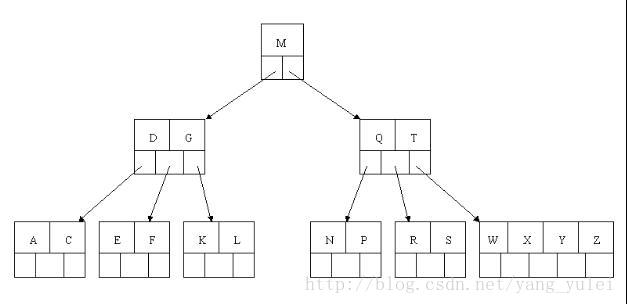 M
D G Q T
A C E F K L N P R S W X Y Z
http://blog.csdn.net/yang_yulei